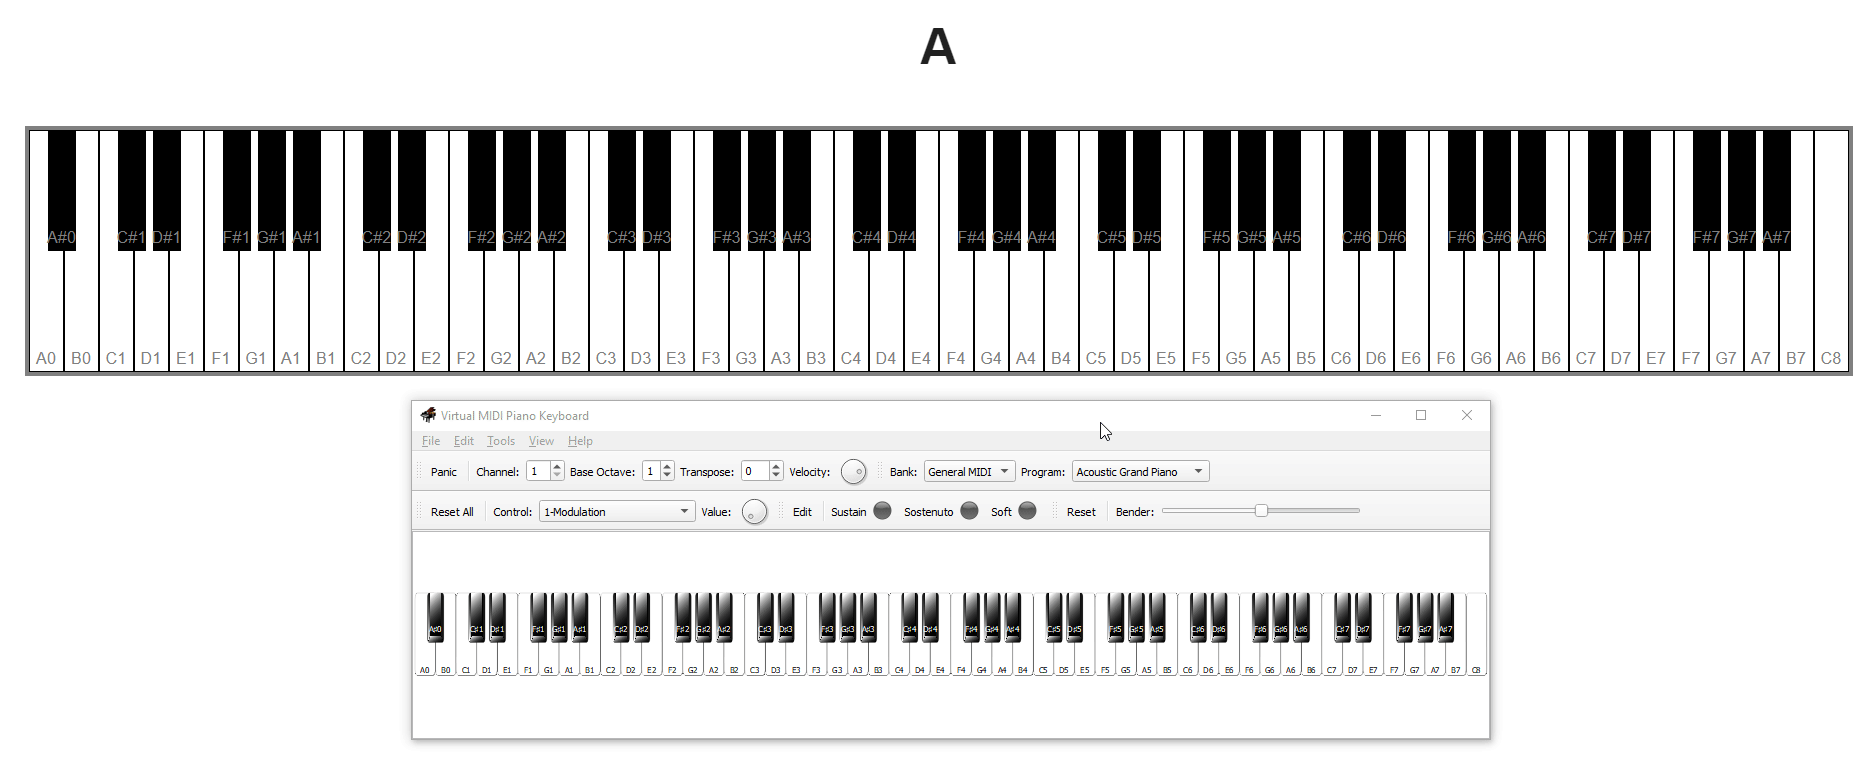 A
A#0 C#1 D#1 F#1 G#1 A#1 C#2 D#2 F#2 G#2 A#2 C#3 D#3 F#3 G#3 A#3 C#4 D#4 F#4 G#4 A#4 C#5 D#5 F#5 G#5 A#5 C#6 D#6 F#6 G#6 A#6 C#7 D#7 F#7 G#7 A#7
A0 B0 C1 D1 E1 F1 G1 A1 B1 C2 D2 E2 F2 G2 A2 B2 C3 D3 E3 F3 G3 A3 B3 C4 D4 E4 F4 G4 A4 B4 C5 D5 E5 F5 G5 A5 B5 C6 D6 E6 F6 G6 A6 B6 C7 D7 E7 F7 G7 A7 B7 C8
Virtual MIDI Piano Keyboard
File Edit Tools View Help
Panic Channel: 1 Base Octave: 1 Transpose: 0 Velocity: Bank: General MIDI Program: Acoustic Grand Piano
Reset All Control: 1-Modulation Value: Edit Sustain Sostenuto Soft Reset Bender:
A♯0 C♯1 D♯1 F♯1 G♯1 A♯1 C♯2 D♯2 F♯2 G♯2 A♯2 C♯3 D♯3 F♯3 G♯3 A♯3 C♯4 D♯4 F♯4 G♯4 A♯4 C♯5 D♯5 F♯5 G♯5 A♯5 C♯6 D♯6 F♯6 G♯6 A♯6 C♯7 D♯7 F♯7 G♯7 A♯7
A0 B0 C1 D1 E1 F1 G1 A1 B1 C2 D2 E2 F2 G2 A2 B2 C3 D3 E3 F3 G3 A3 B3 C4 D4 E4 F4 G4 A4 B4 C5 D5 E5 F5 G5 A5 B5 C6 D6 E6 F6 G6 A6 B6 C7 D7 E7 F7 G7 A7 B7 C8